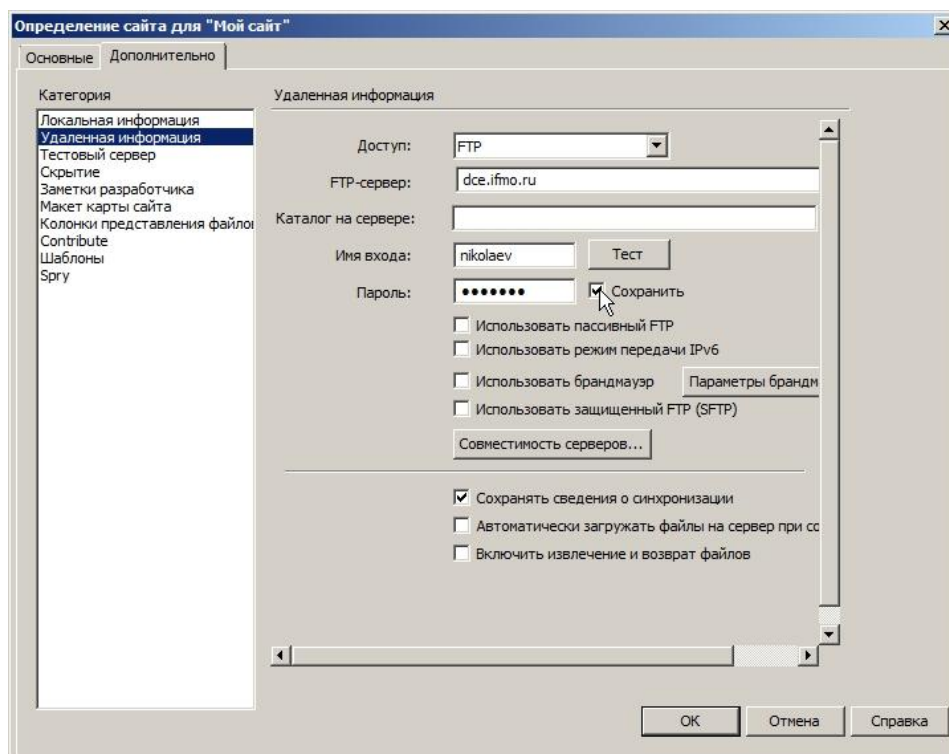 Определение сайта для "Мой сайт"
Основные Дополнительно
Категория
Локальная информация
Удаленная информация
Тестовый сервер
Скрытие
Заметки разработчика
Макет карты сайта
Колонки представления файлов
Contribute
Шаблоны
Spry
Удаленная информация
Доступ: FTP
FTP-сервер: dce.ifmo.ru
Каталог на сервере:
Имя входа: nikolaev Тест
Пароль: ••••••• Сохранить
Использовать пассивный FTP
Использовать режим передачи IPv6
Использовать брандмауэр Параметры брандм
Использовать защищенный FTP (SFTP)
Совместимость серверов...
Сохранять сведения о синхронизации
Автоматически загружать файлы на сервер при со
Включить извлечение и возврат файлов
OK Отмена Справка